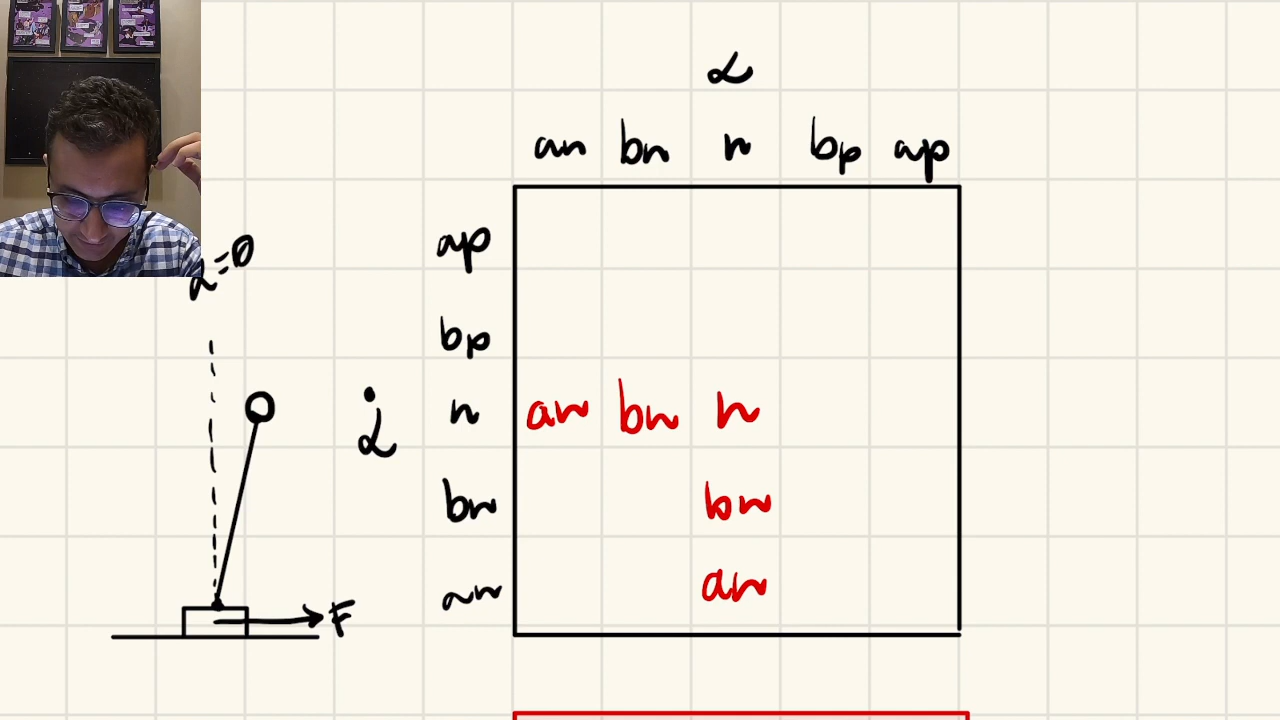 α
an bn n bp ap
ap
α=0
bp
α̇ n an bn n
bn bn
an an
F